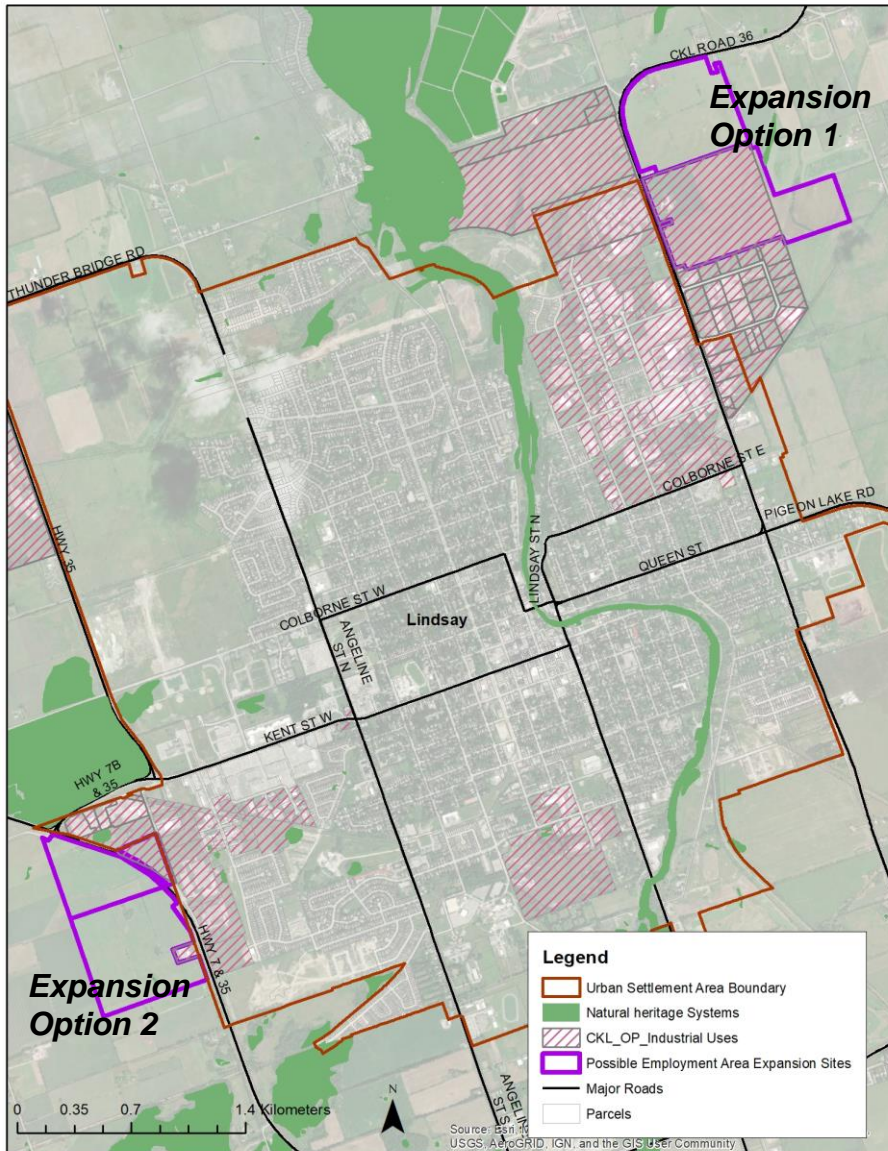 CKL ROAD 36
Expansion
Option 1
THUNDER BRIDGE RD
HWY 35
COLBORNE ST E
PIGEON LAKE RD
LINDSAY ST N
QUEEN ST
COLBORNE ST W
Lindsay
ANGELINE
ST N
KENT ST W
HWY 7B
& 35
HWY 7 & 35
Expansion
Option 2
Legend
Urban Settlement Area Boundary
Natural heritage Systems
CKL_OP_Industrial Uses
Possible Employment Area Expansion Sites
Major Roads
Parcels
N
0 0.35 0.7 1.4 Kilometers
ST S
Source: Esri,
USGS, AeroGRID, IGN, and the GIS User Community